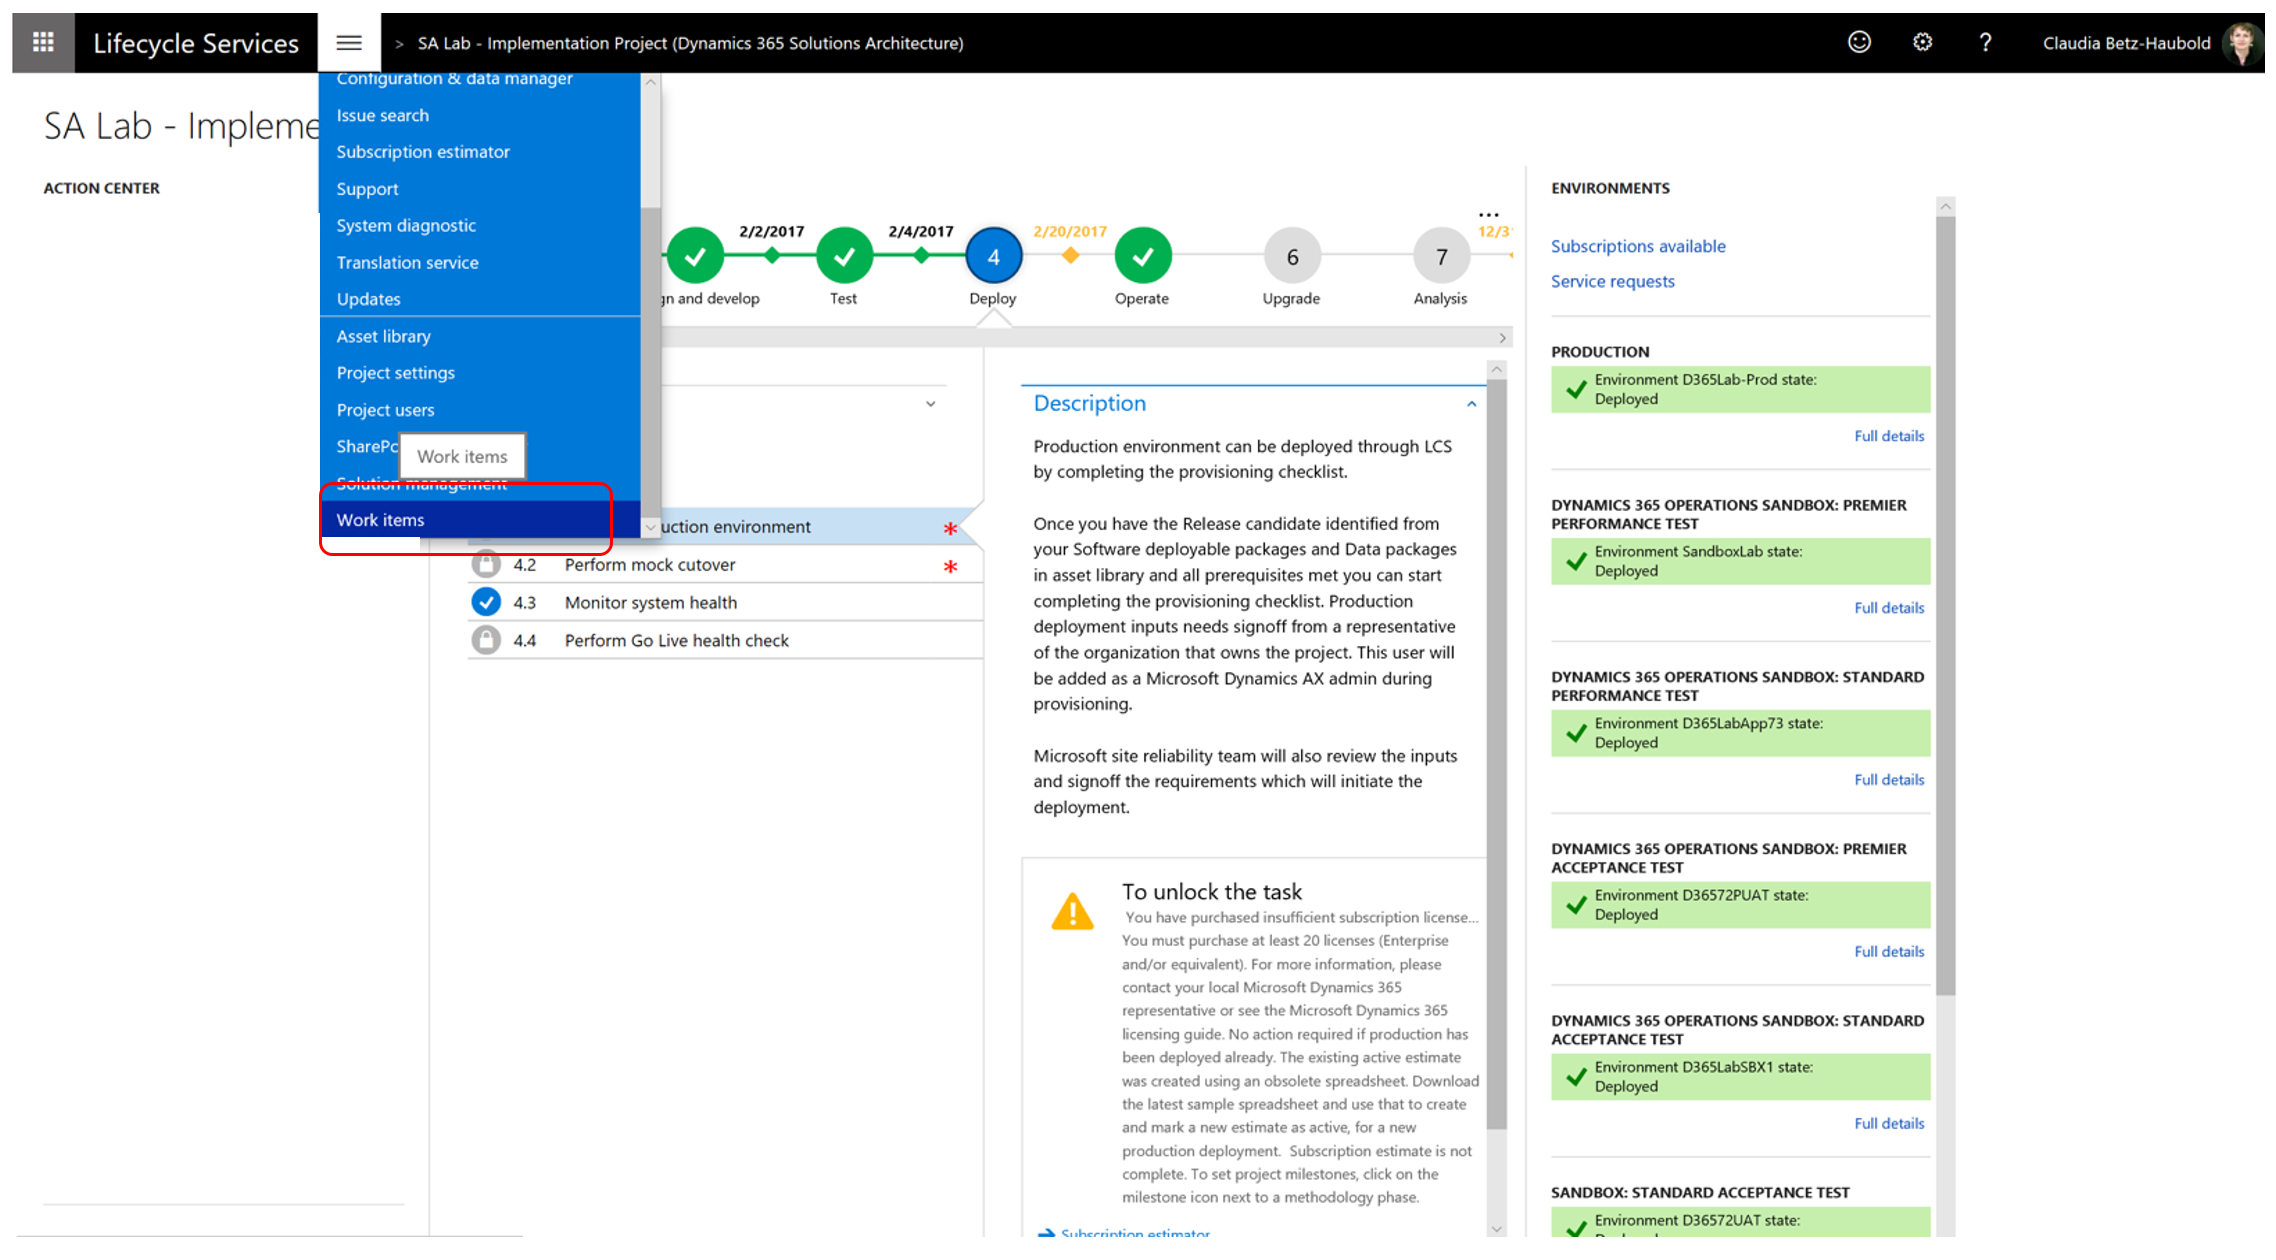 Lifecycle Services
> SA Lab - Implementation Project (Dynamics 365 Solutions Architecture)
?
Claudia Betz-Haubold
SA Lab - Impleme
ACTION CENTER
Configuration & data manager
Issue search
Subscription estimator
Support
System diagnostic
Translation service
Updates
Asset library
Project settings
Project users
SharePo
Work items
Solution management
Work items
...
2/2/2017
2/4/2017
2/20/2017
12/3
4
6
7
gn and develop
Test
Deploy
Operate
Upgrade
Analysis
uction environment *
4.2 Perform mock cutover *
4.3 Monitor system health
4.4 Perform Go Live health check
Description
Production environment can be deployed through LCS
by completing the provisioning checklist.
Once you have the Release candidate identified from
your Software deployable packages and Data packages
in asset library and all prerequisites met you can start
completing the provisioning checklist. Production
deployment inputs needs signoff from a representative
of the organization that owns the project. This user will
be added as a Microsoft Dynamics AX admin during
provisioning.
Microsoft site reliability team will also review the inputs
and signoff the requirements which will initiate the
deployment.
To unlock the task
You have purchased insufficient subscription license...
You must purchase at least 20 licenses (Enterprise
and/or equivalent). For more information, please
contact your local Microsoft Dynamics 365
representative or see the Microsoft Dynamics 365
licensing guide. No action required if production has
been deployed already. The existing active estimate
was created using an obsolete spreadsheet. Download
the latest sample spreadsheet and use that to create
and mark a new estimate as active, for a new
production deployment. Subscription estimate is not
complete. To set project milestones, click on the
milestone icon next to a methodology phase.
Subscription estimator
ENVIRONMENTS
Subscriptions available
Service requests
PRODUCTION
Environment D365Lab-Prod state:
Deployed
Full details
DYNAMICS 365 OPERATIONS SANDBOX: PREMIER
PERFORMANCE TEST
Environment SandboxLab state:
Deployed
Full details
DYNAMICS 365 OPERATIONS SANDBOX: STANDARD
PERFORMANCE TEST
Environment D365LabApp73 state:
Deployed
Full details
DYNAMICS 365 OPERATIONS SANDBOX: PREMIER
ACCEPTANCE TEST
Environment D36572PUAT state:
Deployed
Full details
DYNAMICS 365 OPERATIONS SANDBOX: STANDARD
ACCEPTANCE TEST
Environment D365LabSBX1 state:
Deployed
Full details
SANDBOX: STANDARD ACCEPTANCE TEST
Environment D36572UAT state: